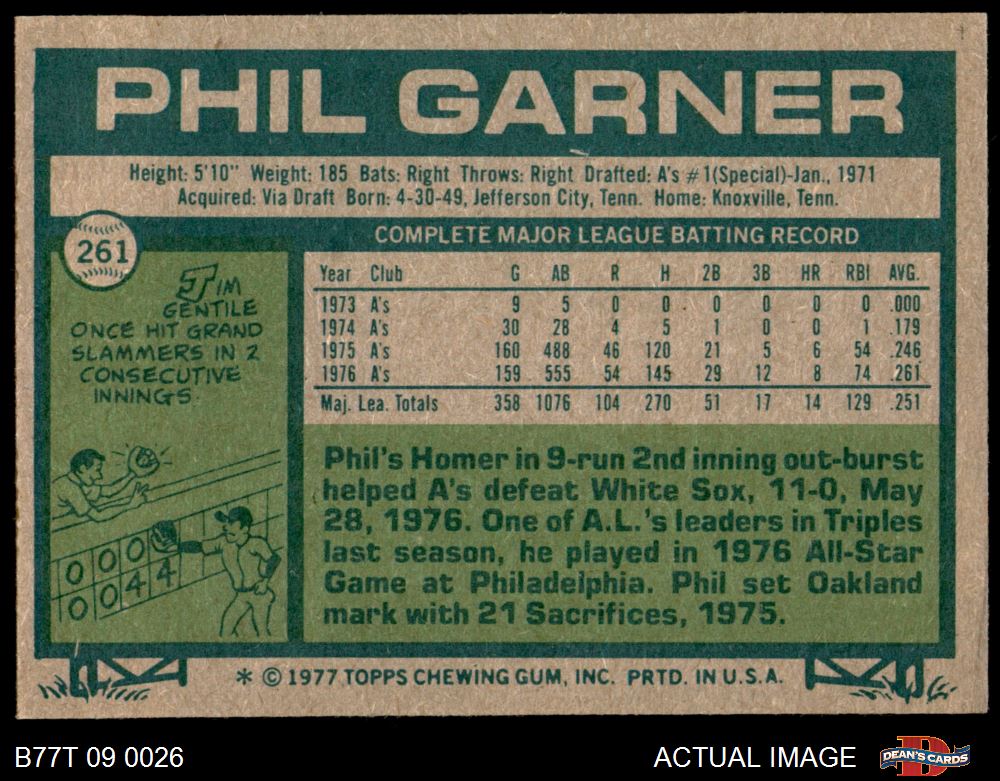 PHIL GARNER
Height: 5'10" Weight: 185 Bats: Right Throws: Right Drafted: A's #1(Special)-Jan., 1971
Acquired: Via Draft Born: 4-30-49, Jefferson City, Tenn. Home: Knoxville, Tenn.
261
JIM
GENTILE
ONCE HIT GRAND
SLAMMERS IN 2
CONSECUTIVE
INNINGS.
0 0 0
0 0 4 4
COMPLETE MAJOR LEAGUE BATTING RECORD
Year Club G AB R H 2B 3B HR RBI AVG.
1973 A's 9 5 0 0 0 0 0 0 .000
1974 A's 30 28 4 5 1 0 0 1 .179
1975 A's 160 488 46 120 21 5 6 54 .246
1976 A's 159 555 54 145 29 12 8 74 .261
Maj. Lea. Totals 358 1076 104 270 51 17 14 129 .251
Phil's Homer in 9-run 2nd inning out-burst
helped A's defeat White Sox, 11-0, May
28, 1976. One of A.L.'s leaders in Triples
last season, he played in 1976 All-Star
Game at Philadelphia. Phil set Oakland
mark with 21 Sacrifices, 1975.
* © 1977 TOPPS CHEWING GUM, INC. PRTD. IN U.S.A.
B77T 09 0026
ACTUAL IMAGE
DEAN'S CARDS